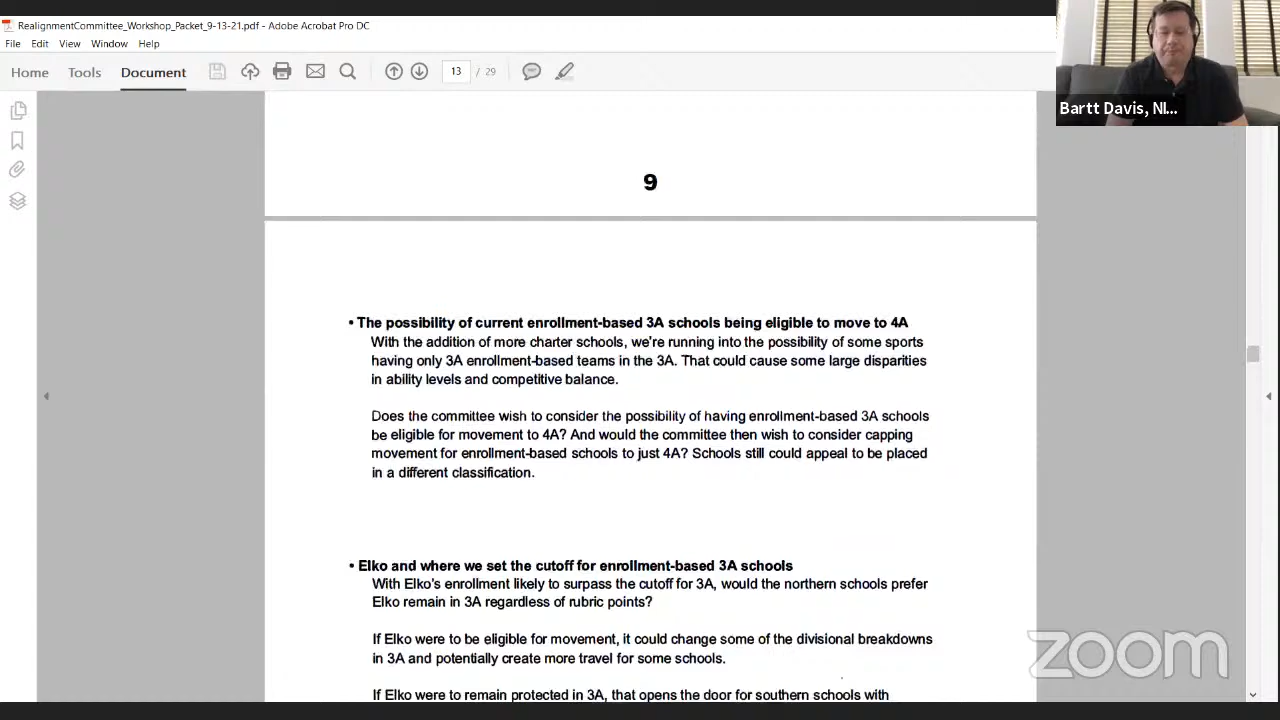 RealignmentCommittee_Workshop_Packet_9-13-21.pdf - Adobe Acrobat Pro DC
File Edit View Window Help
Home Tools Document 13 / 29
Bartt Davis, NI...
9
• The possibility of current enrollment-based 3A schools being eligible to move to 4A
With the addition of more charter schools, we're running into the possibility of some sports
having only 3A enrollment-based teams in the 3A. That could cause some large disparities
in ability levels and competitive balance.
Does the committee wish to consider the possibility of having enrollment-based 3A schools
be eligible for movement to 4A? And would the committee then wish to consider capping
movement for enrollment-based schools to just 4A? Schools still could appeal to be placed
in a different classification.
• Elko and where we set the cutoff for enrollment-based 3A schools
With Elko's enrollment likely to surpass the cutoff for 3A, would the northern schools prefer
Elko remain in 3A regardless of rubric points?
If Elko were to be eligible for movement, it could change some of the divisional breakdowns
in 3A and potentially create more travel for some schools.
If Elko were to remain protected in 3A, that opens the door for southern schools with
zoom